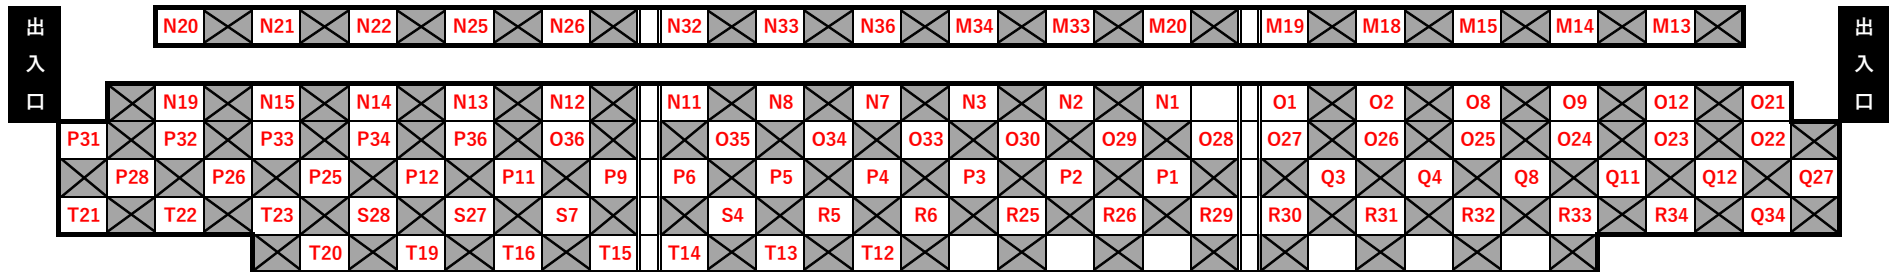 出入口
N20 N21 N22 N25 N26 N32 N33 N36 M34 M33 M20 M19 M18 M15 M14 M13
出入口
N19 N15 N14 N13 N12 N11 N8 N7 N3 N2 N1 O1 O2 O8 O9 O12 O21
P31 P32 P33 P34 P36 O36 O35 O34 O33 O30 O29 O28 O27 O26 O25 O24 O23 O22
P28 P26 P25 P12 P11 P9 P6 P5 P4 P3 P2 P1 Q3 Q4 Q8 Q11 Q12 Q27
T21 T22 T23 S28 S27 S7 S4 R5 R6 R25 R26 R29 R30 R31 R32 R33 R34 Q34
T20 T19 T16 T15 T14 T13 T12